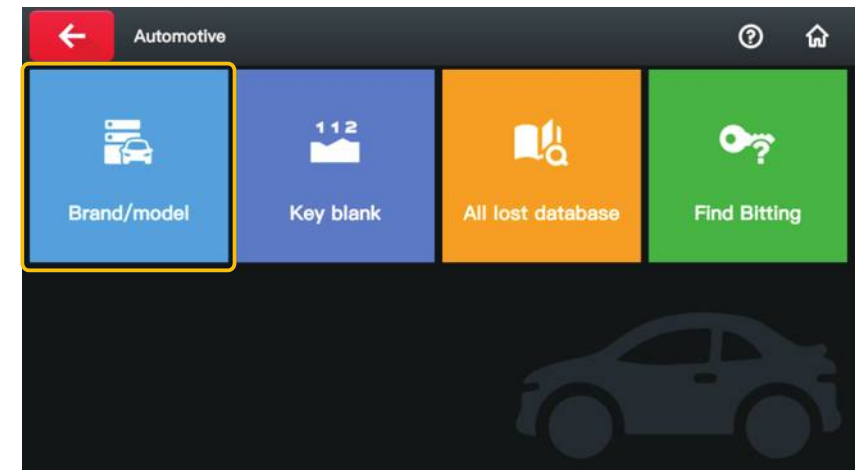 Automotive
112
Brand/model
Key blank
All lost database
Find Bitting